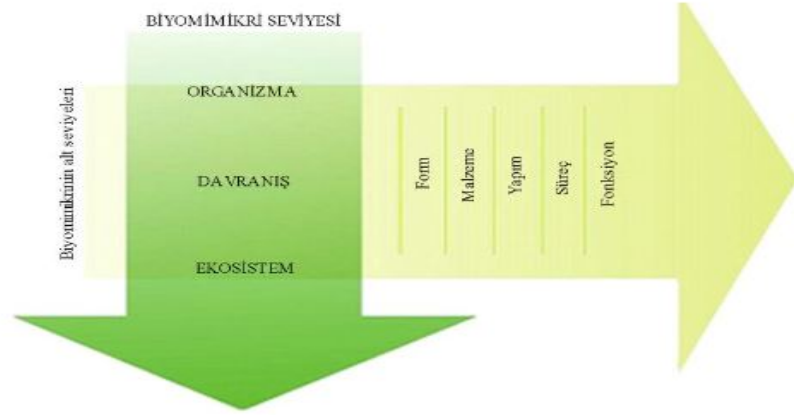 BİYOMİMİKRİ SEVİYESİ
ORGANİZMA
DAVRANIŞ
EKOSİSTEM
Biyomimikrinin alt seviyeleri
Form
Malzeme
Yapım
Süreç
Fonksiyon